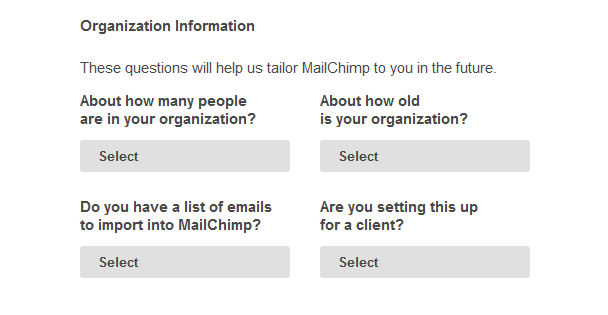 Organization Information
These questions will help us tailor MailChimp to you in the future.
About how many people
are in your organization?
Select
About how old
is your organization?
Select
Do you have a list of emails
to import into MailChimp?
Select
Are you setting this up
for a client?
Select